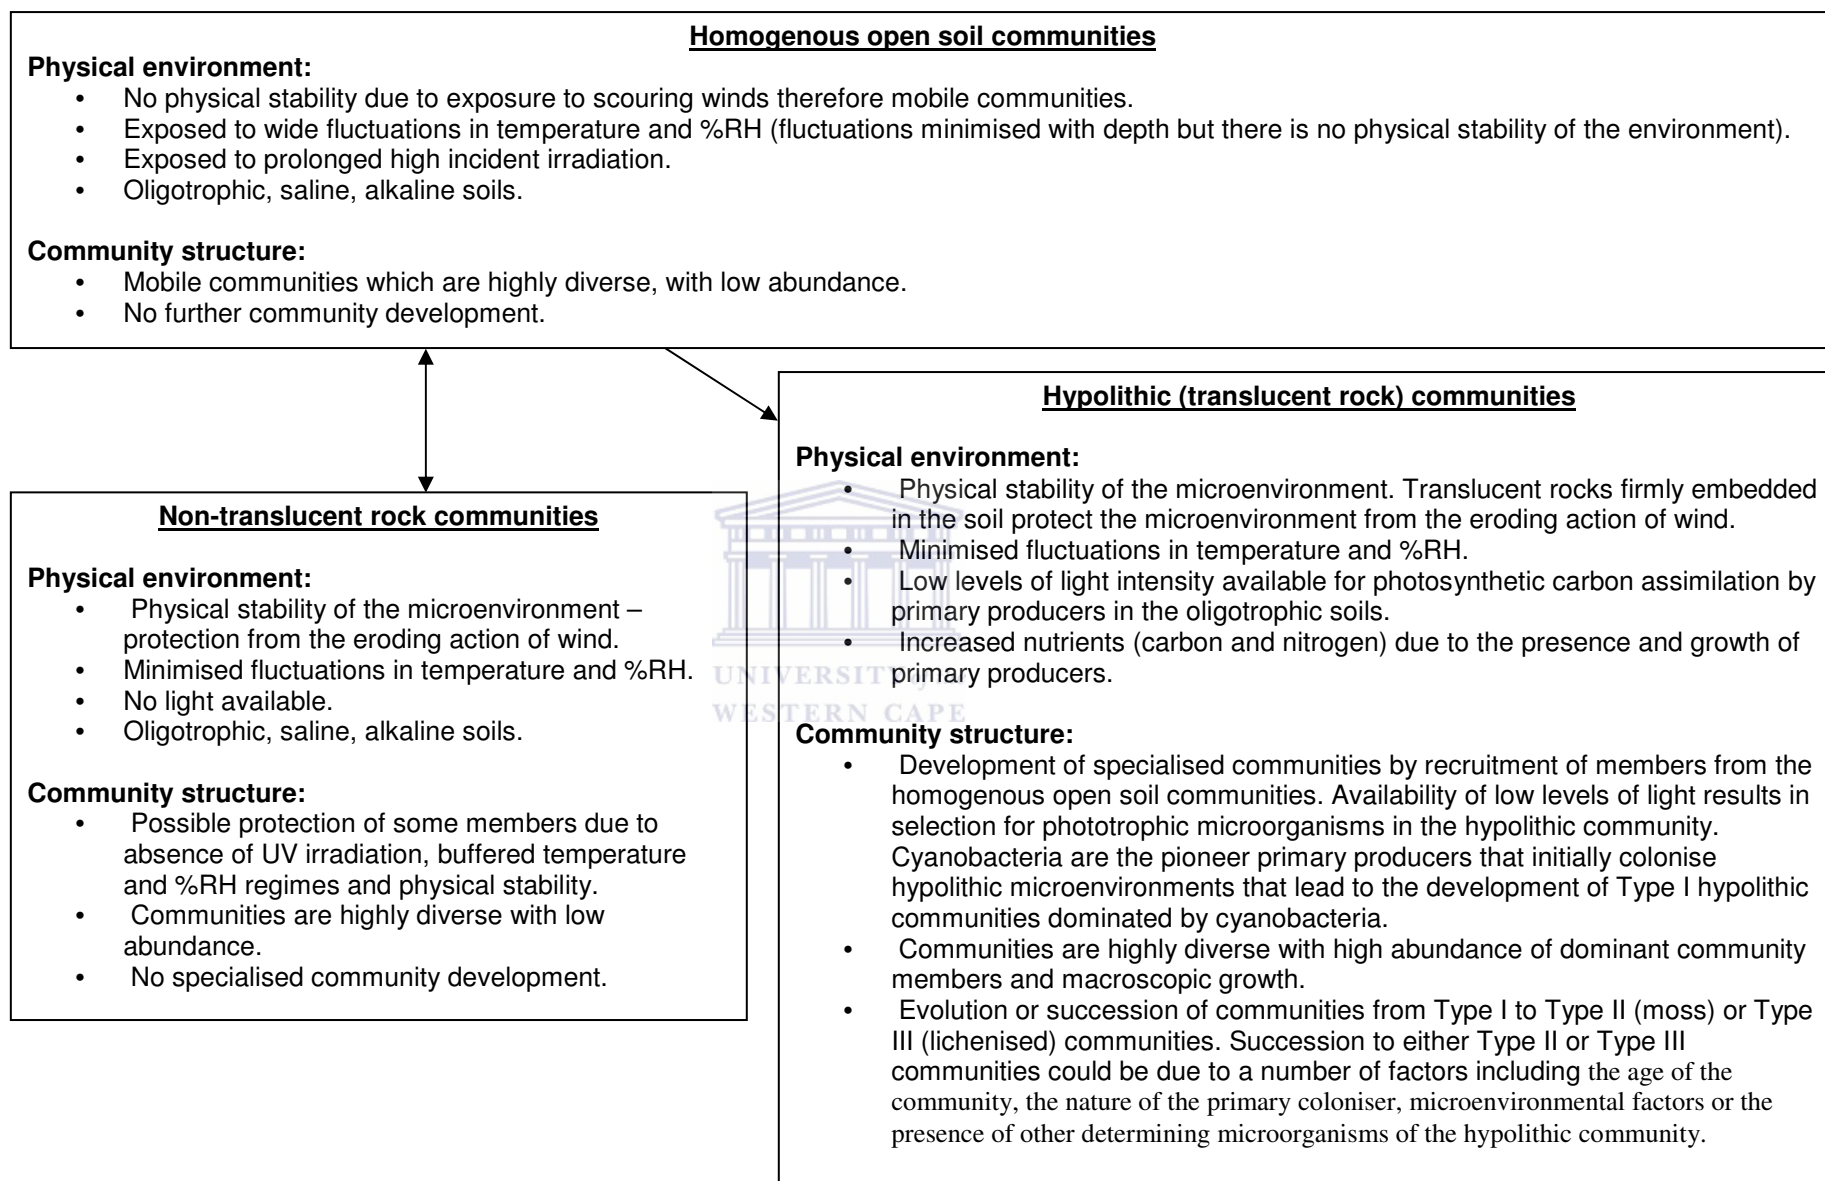 Homogenous open soil communities
Physical environment:
• No physical stability due to exposure to scouring winds therefore mobile communities.
• Exposed to wide fluctuations in temperature and %RH (fluctuations minimised with depth but there is no physical stability of the environment).
• Exposed to prolonged high incident irradiation.
• Oligotrophic, saline, alkaline soils.
Community structure:
• Mobile communities which are highly diverse, with low abundance.
• No further community development.
Non-translucent rock communities
Physical environment:
• Physical stability of the microenvironment –
protection from the eroding action of wind.
• Minimised fluctuations in temperature and %RH.
• No light available.
• Oligotrophic, saline, alkaline soils.
Community structure:
• Possible protection of some members due to
absence of UV irradiation, buffered temperature
and %RH regimes and physical stability.
• Communities are highly diverse with low
abundance.
• No specialised community development.
Hypolithic (translucent rock) communities
Physical environment:
• Physical stability of the microenvironment. Translucent rocks firmly embedded
in the soil protect the microenvironment from the eroding action of wind.
• Minimised fluctuations in temperature and %RH.
• Low levels of light intensity available for photosynthetic carbon assimilation by
primary producers in the oligotrophic soils.
• Increased nutrients (carbon and nitrogen) due to the presence and growth of
primary producers.
Community structure:
• Development of specialised communities by recruitment of members from the
homogenous open soil communities. Availability of low levels of light results in
selection for phototrophic microorganisms in the hypolithic community.
Cyanobacteria are the pioneer primary producers that initially colonise
hypolithic microenvironments that lead to the development of Type I hypolithic
communities dominated by cyanobacteria.
• Communities are highly diverse with high abundance of dominant community
members and macroscopic growth.
• Evolution or succession of communities from Type I to Type II (moss) or Type
III (lichenised) communities. Succession to either Type II or Type III
communities could be due to a number of factors including the age of the
community, the nature of the primary coloniser, microenvironmental factors or the
presence of other determining microorganisms of the hypolithic community.
UNIVERSITY
WESTERN CAPE